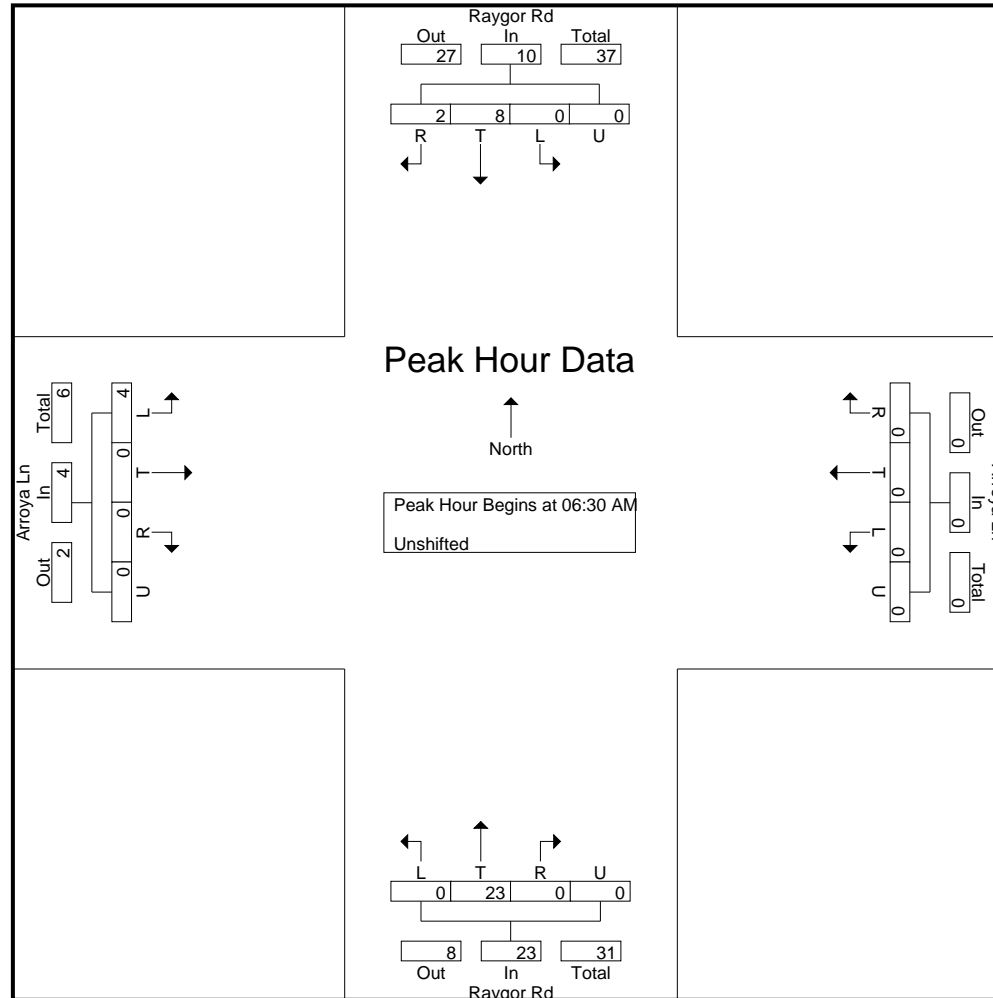 Raygor Rd
Out In Total
27 10 37
2 8 0 0
R T L U
Peak Hour Data
North
Peak Hour Begins at 06:30 AM
Unshifted
Arroya Ln
Total In Out
6 4 2
4 0 0 0
L T R U
R T L U
0 0 0 0
Out In Total
0 0 0
L T R U
0 23 0 0
8 23 31
Out In Total
Raygor Rd